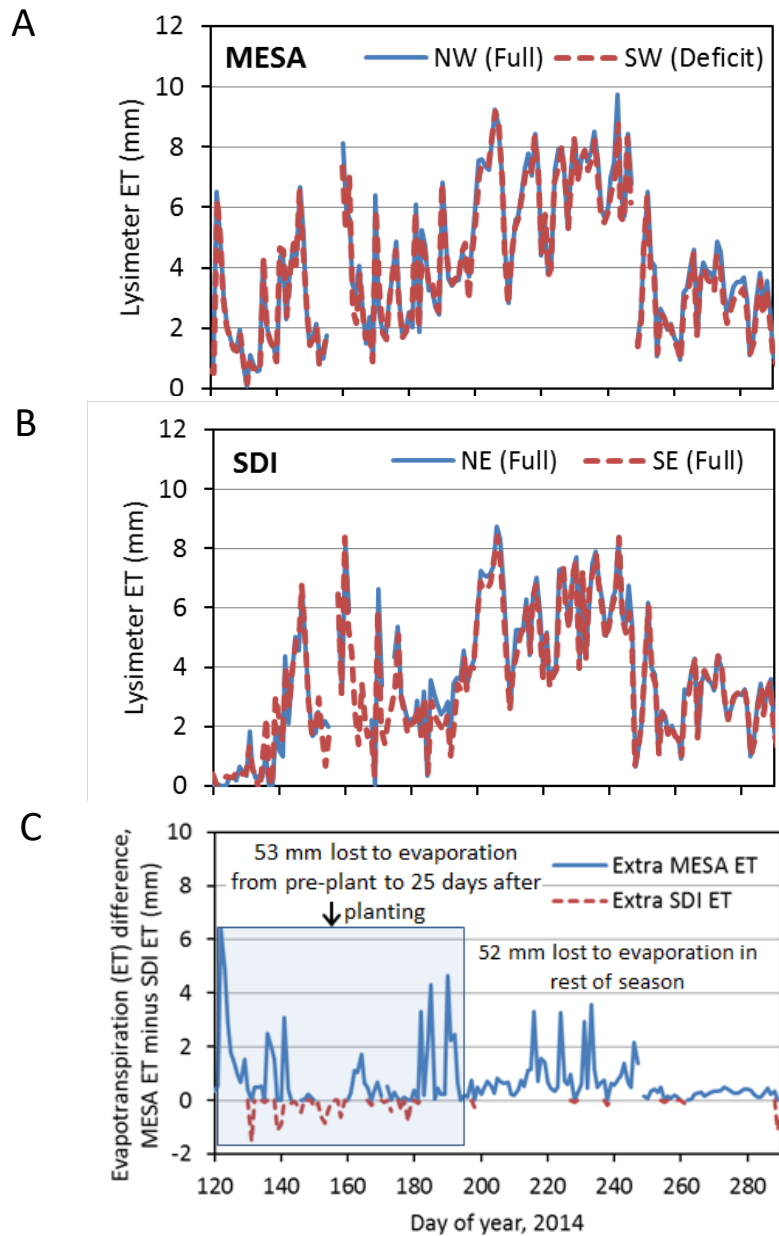 A
MESA
NW (Full)
SW (Deficit)
Lysimeter ET (mm)
12
10
8
6
4
2
0
B
SDI
NE (Full)
SE (Full)
Lysimeter ET (mm)
12
10
8
6
4
2
0
C
Evapotranspiration (ET) difference,
MESA ET minus SDI ET (mm)
10
8
6
4
2
0
-2
53 mm lost to evaporation
from pre-plant to 25 days after
planting
Extra MESA ET
Extra SDI ET
52 mm lost to evaporation in
rest of season
120 140 160 180 200 220 240 260 280
Day of year, 2014